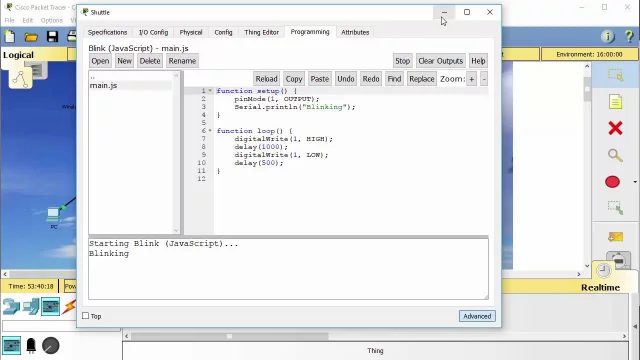 Cisco Packet Tracer
Shuttle
Specifications I/O Config Physical Config Thing Editor Programming Attributes
Logical
Environment: 16:00:00
Blink (JavaScript) - main.js
Open New Delete Rename Stop Clear Outputs Help
Reload Copy Paste Undo Redo Find Replace Zoom: + -
..
main.js
1 function setup() {
2 pinMode(1, OUTPUT);
3 Serial.println("Blinking");
4 }
5
6 function loop() {
7 digitalWrite(1, HIGH);
8 delay(1000);
9 digitalWrite(1, LOW);
10 delay(500);
11 }
12
PC
Starting Blink (JavaScript)...
Blinking
Time: 53:40:18
Realtime
Top Advanced
Thing